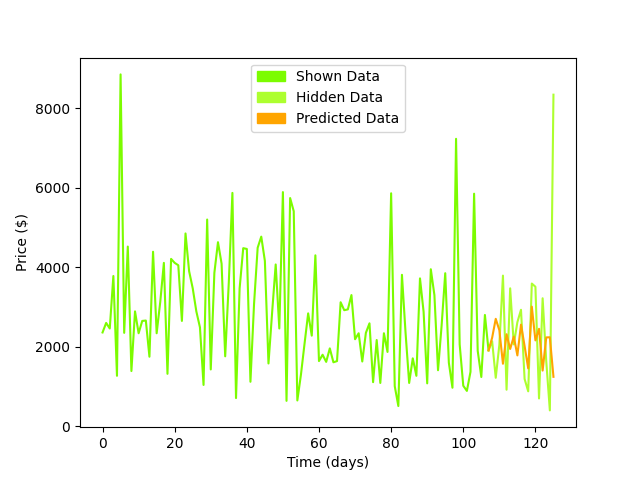 Shown Data
Hidden Data
Predicted Data
8000
6000
4000
2000
0
Price ($)
0 20 40 60 80 100 120
Time (days)